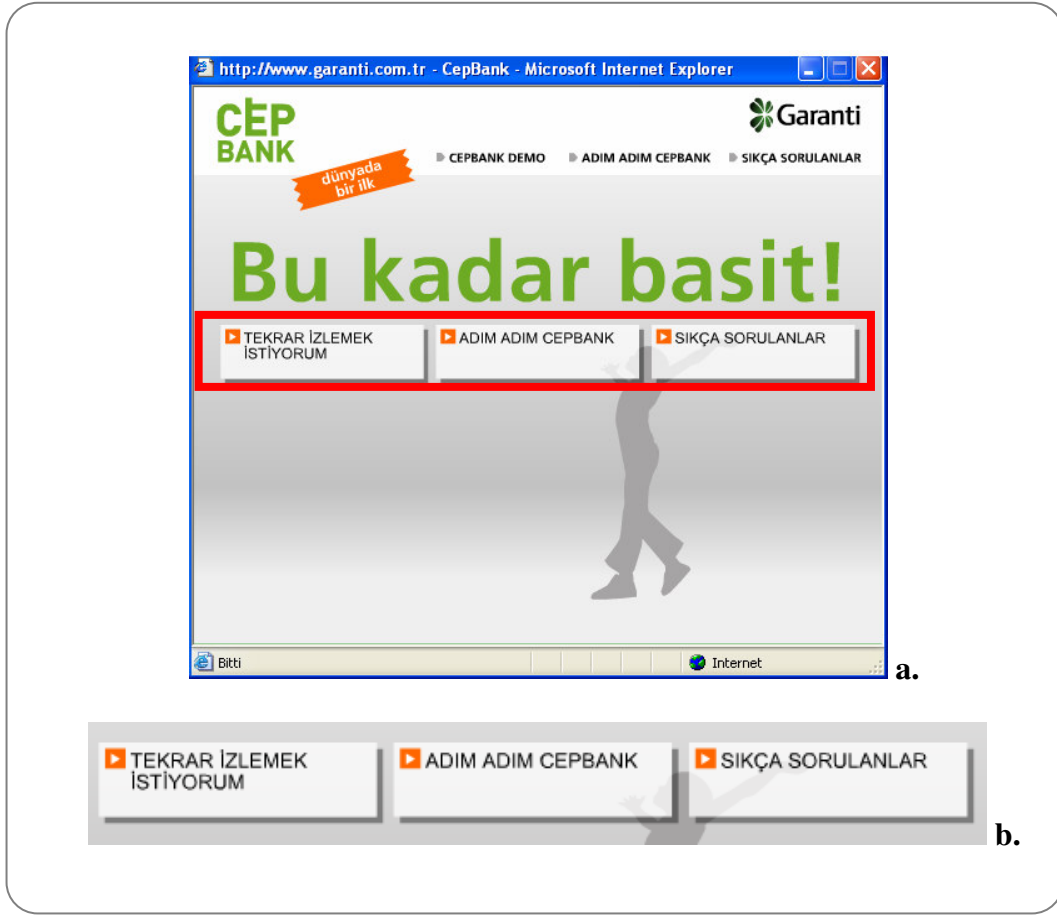 http://www.garanti.com.tr - CepBank - Microsoft Internet Explorer
CEP
BANK
Garanti
dünyada
bir ilk
CEPBANK DEMO ADIM ADIM CEPBANK SIKÇA SORULANLAR
Bu kadar basit!
TEKRAR İZLEMEK
İSTİYORUM
ADIM ADIM CEPBANK
SIKÇA SORULANLAR
Bitti
Internet
a.
TEKRAR İZLEMEK
İSTİYORUM
ADIM ADIM CEPBANK
SIKÇA SORULANLAR
b.